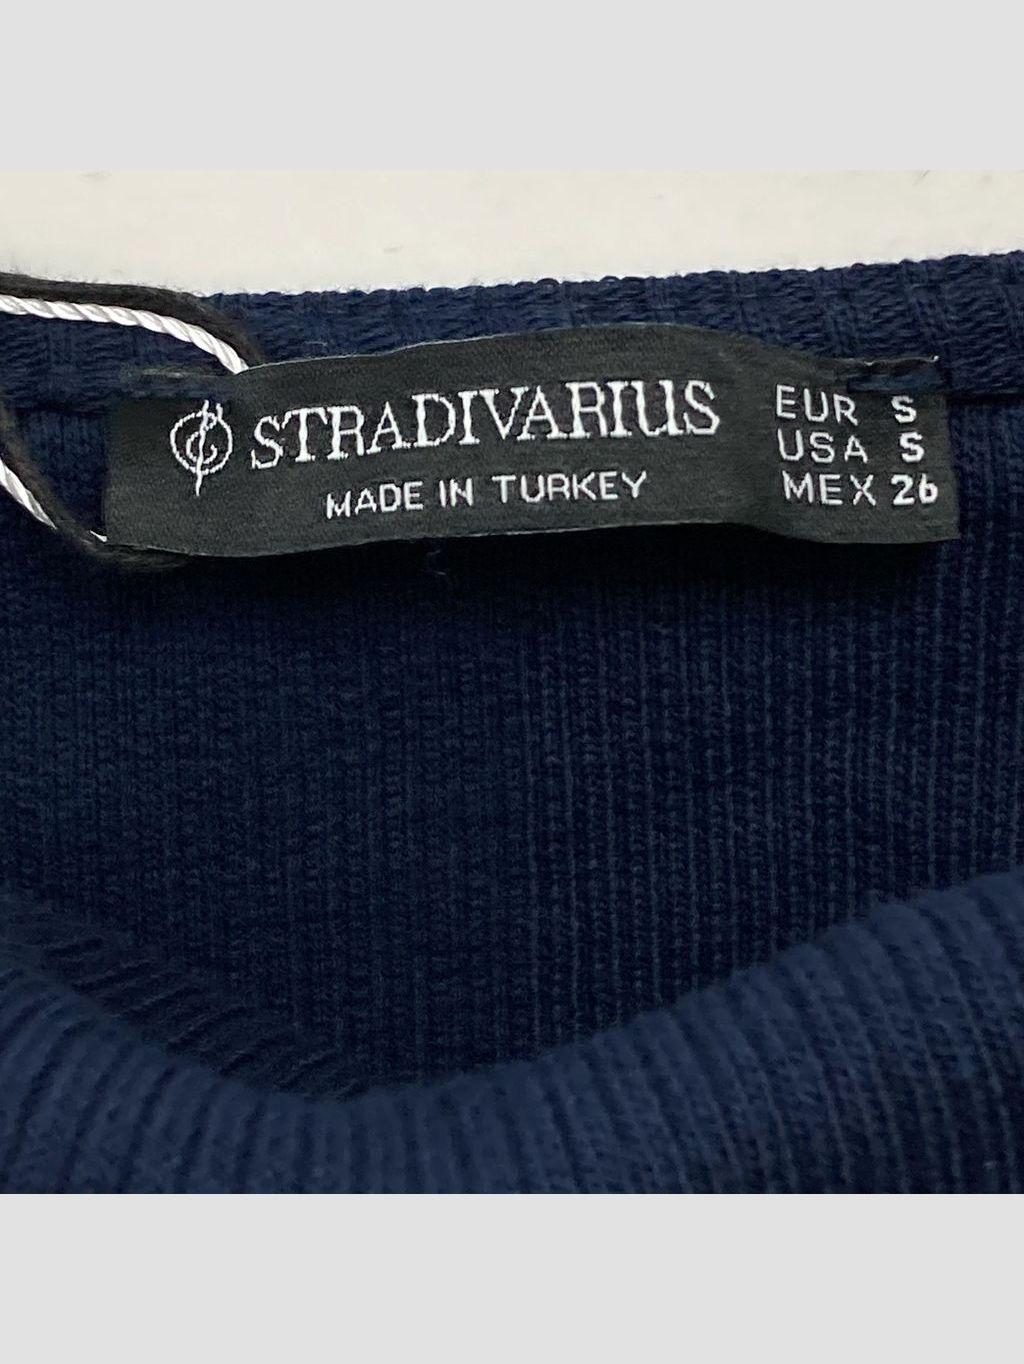 STRADIVARIUS
MADE IN TURKEY
EUR S
USA S
MEX 26